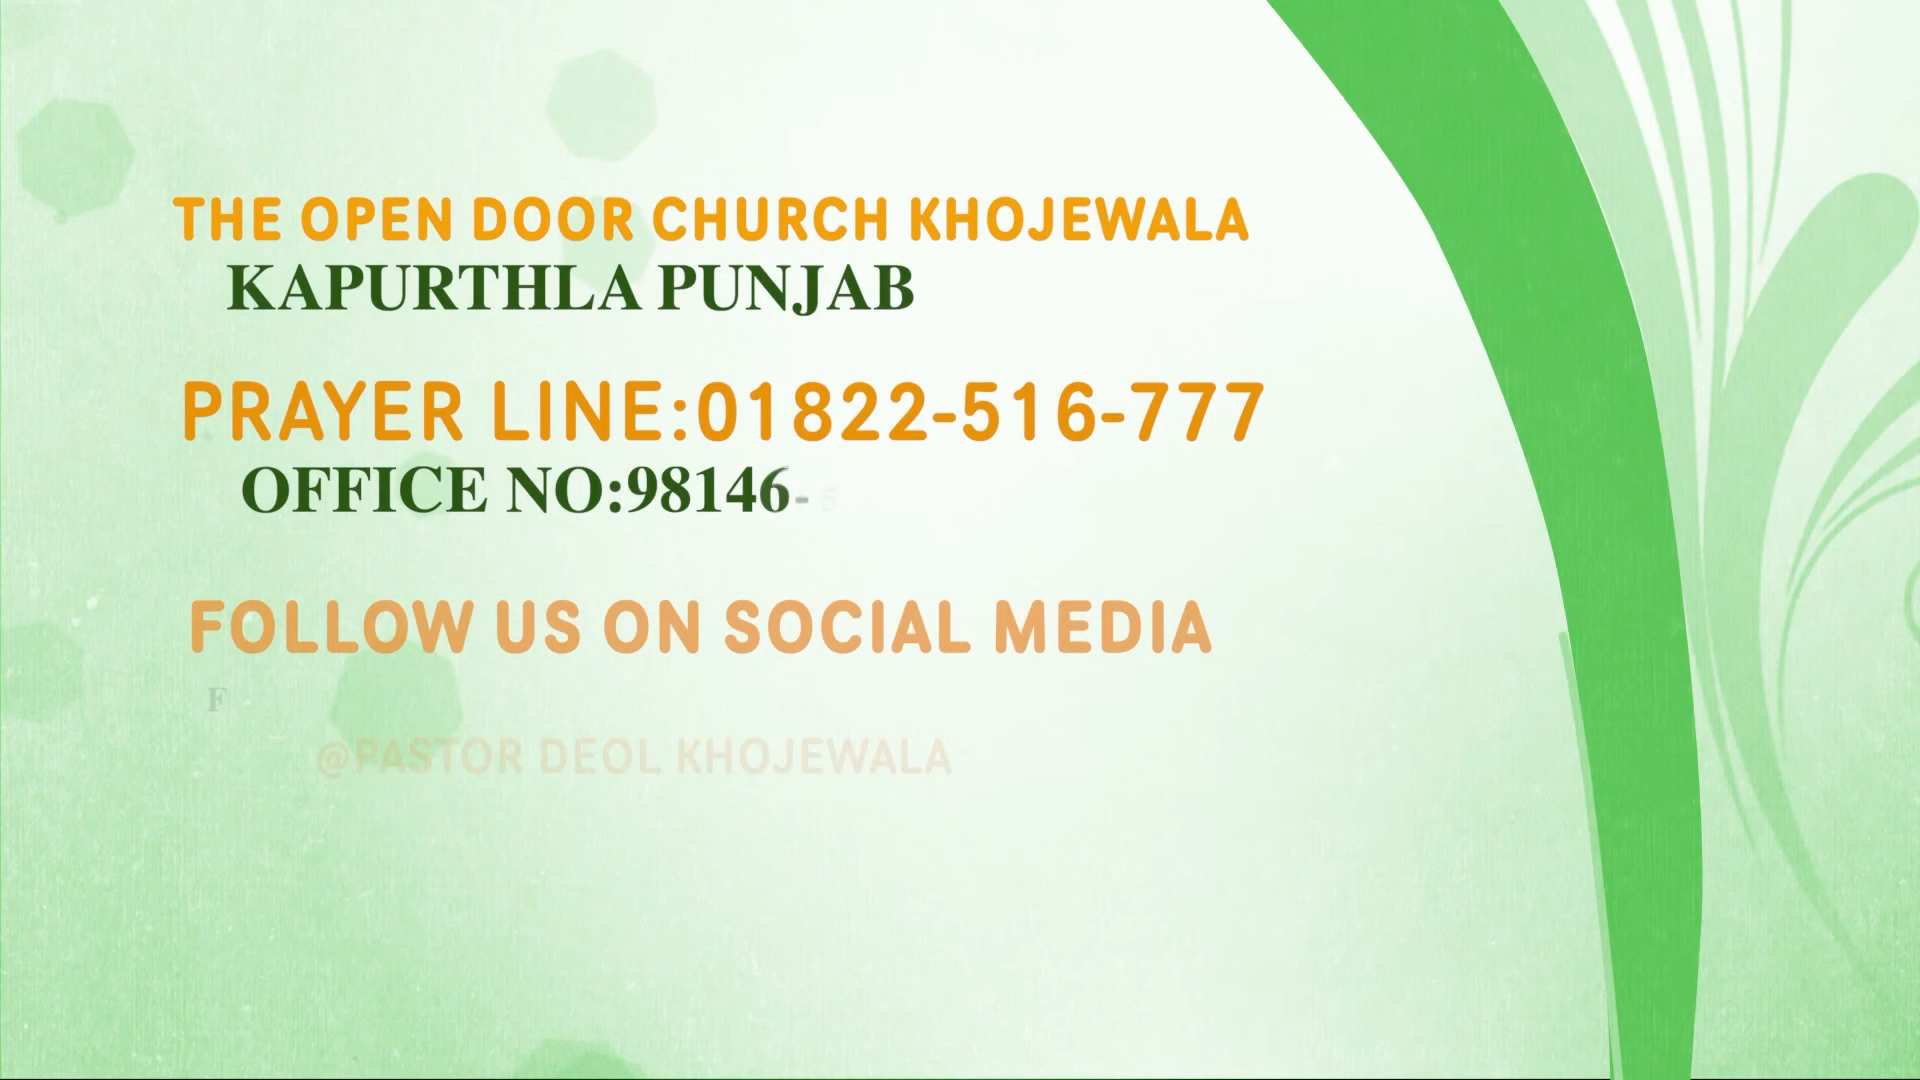 THE OPEN DOOR CHURCH KHOJEWALA
KAPURTHLA PUNJAB
PRAYER LINE:01822-516-777
OFFICE NO:98146-
FOLLOW US ON SOCIAL MEDIA
F
@PASTOR DEOL KHOJEWALA